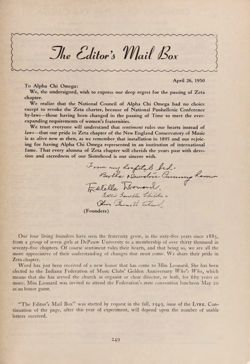 The Editor's Mail Box
April 26, 1950
To Alpha Chi Omega:
We, the undersigned, wish to express our deep regret for the passing of Zeta
chapter.
We realize that the National Council of Alpha Chi Omega had no choice
except to revoke the Zeta charter, because of National Panhellenic Conference
by-laws—those having been changed to the passing of Time to meet the ever-
expanding requirements of women's fraternities.
We trust everyone will understand that sentiment rules our hearts instead of
law: that our pride in Zeta chapter of the New England Conservatory of Music
is alive now as then, as we remember that installation in 1895 and our rejoic-
ing for having Alpha Chi Omega represented in an institution of international
fame. That every alumna of Zeta chapter will cherish the years past with devo-
tion and sacredness of our Sisterhood is our sincere wish.
From my hospital bed.
Estelle Leonard
(Founders)
Our four living founders have seen the fraternity grow, in the sixty-five years since 1885,
from a group of seven girls at DePauw University to a membership of over thirty thousand in
seventy-five chapters. Of course sentiment rules their hearts, and that being so, we are all the
more appreciative of their understanding of changes that must come. We share their pride in
Zeta chapter.
Word has just been received of a new honor that has come to Miss Leonard. She has been
elected to the Indiana Federation of Music Clubs' Golden Anniversary Who's Who, which
means that she has served the church as organist or choir director, or both, for fifty years or
more. Miss Leonard was invited to attend the Federation's state convention luncheon May 20
as an honor guest.
"The Editor's Mail Box" was started by request in the fall, 1949, issue of the LYRE. Con-
tinuation of the page, after this year of experiment, will depend upon the number of usable
letters received.
249